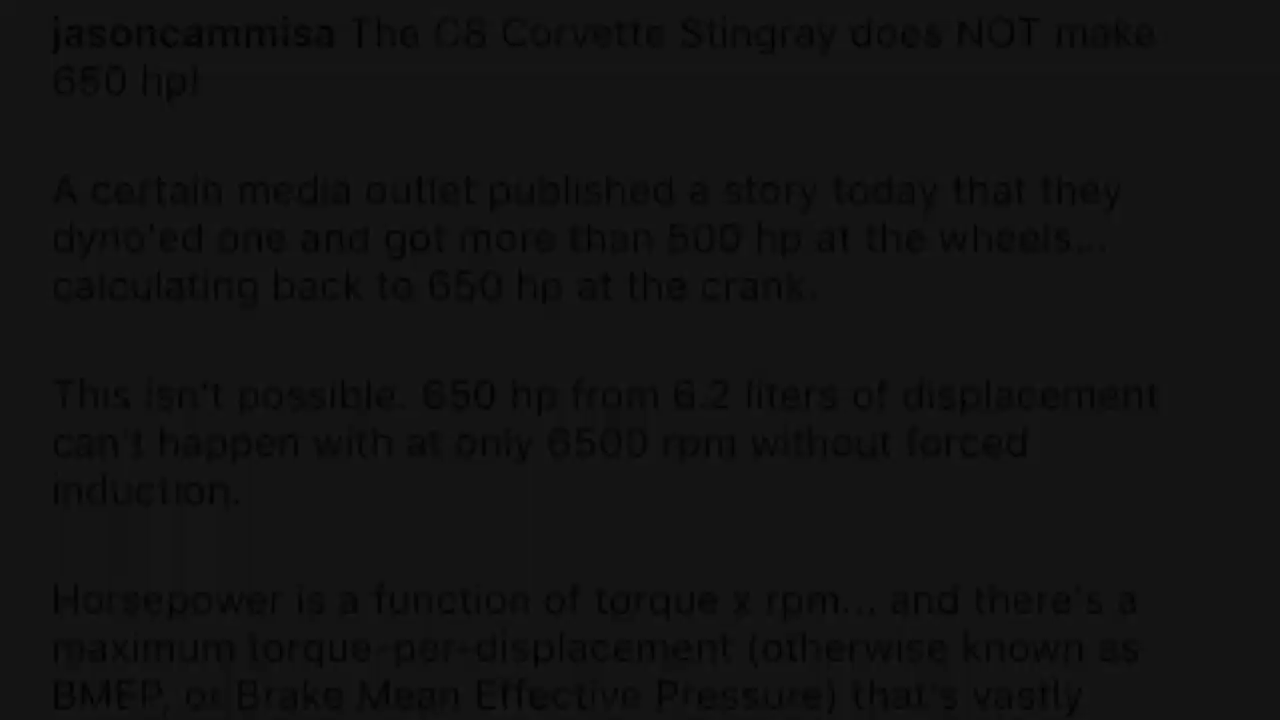 jasoncammisa The C8 Corvette Stingray does NOT make
650 hp!
A certain media outlet published a story today that they
dyno'ed one and got more than 500 hp at the wheels...
calculating back to 650 hp at the crank.
This isn't possible. 650 hp from 6.2 liters of displacement
can't happen with at only 6500 rpm without forced
induction.
Horsepower is a function of torque x rpm... and there's a
maximum torque-per-displacement (otherwise known as
BMEP, or Brake Mean Effective Pressure) that's vastly